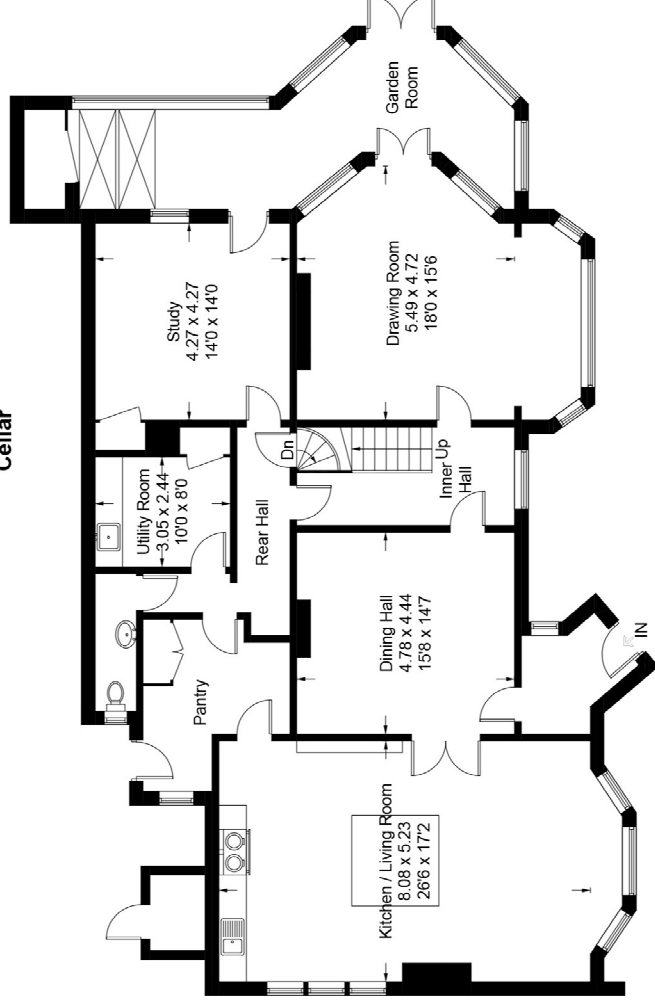 Cellar
Garden
Room
Study
4.27 x 4.27
14'0 x 14'0
Drawing Room
5.49 x 4.72
18'0 x 15'6
Utility Room
3.05 x 2.44
10'0 x 8'0
Dn
Up
Inner
Hall
Rear Hall
Dining Hall
4.78 x 4.44
15'8 x 14'7
Pantry
IN
Kitchen / Living Room
8.08 x 5.23
26'6 x 17'2